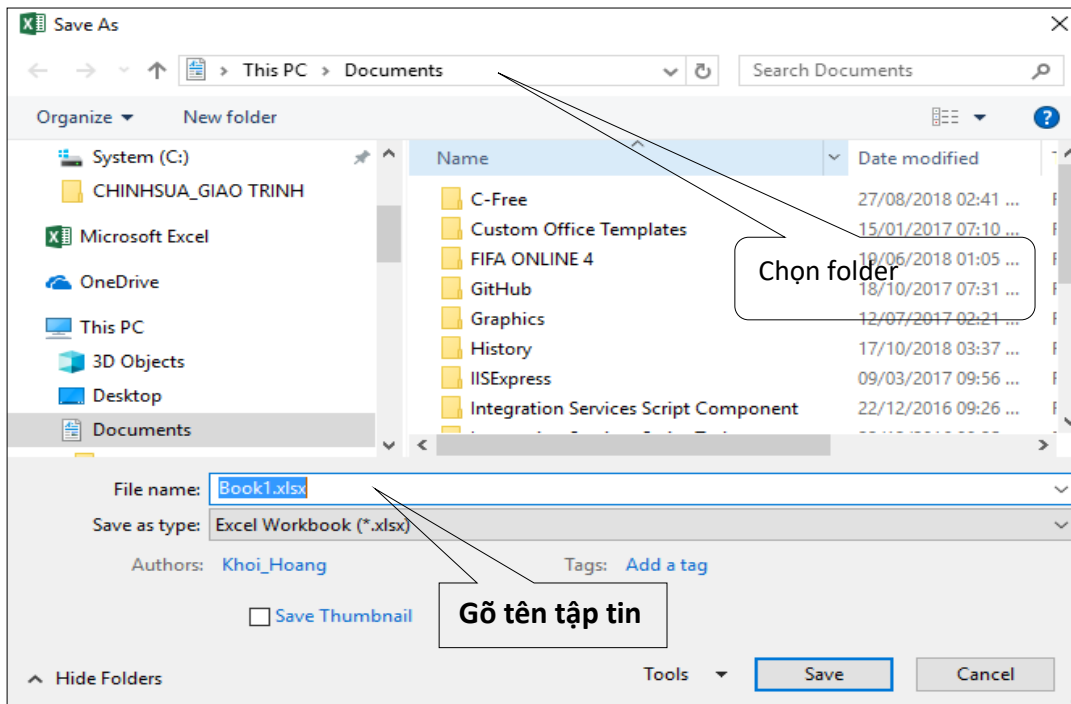 Save As
This PC > Documents
Search Documents
Organize
New folder
System (C:)
CHINHSUA_GIAO TRINH
Microsoft Excel
OneDrive
This PC
3D Objects
Desktop
Documents
Name
Date modified
C-Free
27/08/2018 02:41 ...
Custom Office Templates
15/01/2017 07:10 ...
FIFA ONLINE 4
19/06/2018 01:05 ...
GitHub
18/10/2017 07:31 ...
Graphics
12/07/2017 02:21 ...
History
17/10/2018 03:37 ...
IISExpress
09/03/2017 09:56 ...
Integration Services Script Component
22/12/2016 09:26 ...
Chọn folder
File name: Book1.xlsx
Save as type: Excel Workbook (*.xlsx)
Authors: Khoi_Hoang
Tags: Add a tag
Save Thumbnail
Gõ tên tập tin
Hide Folders
Tools
Save
Cancel